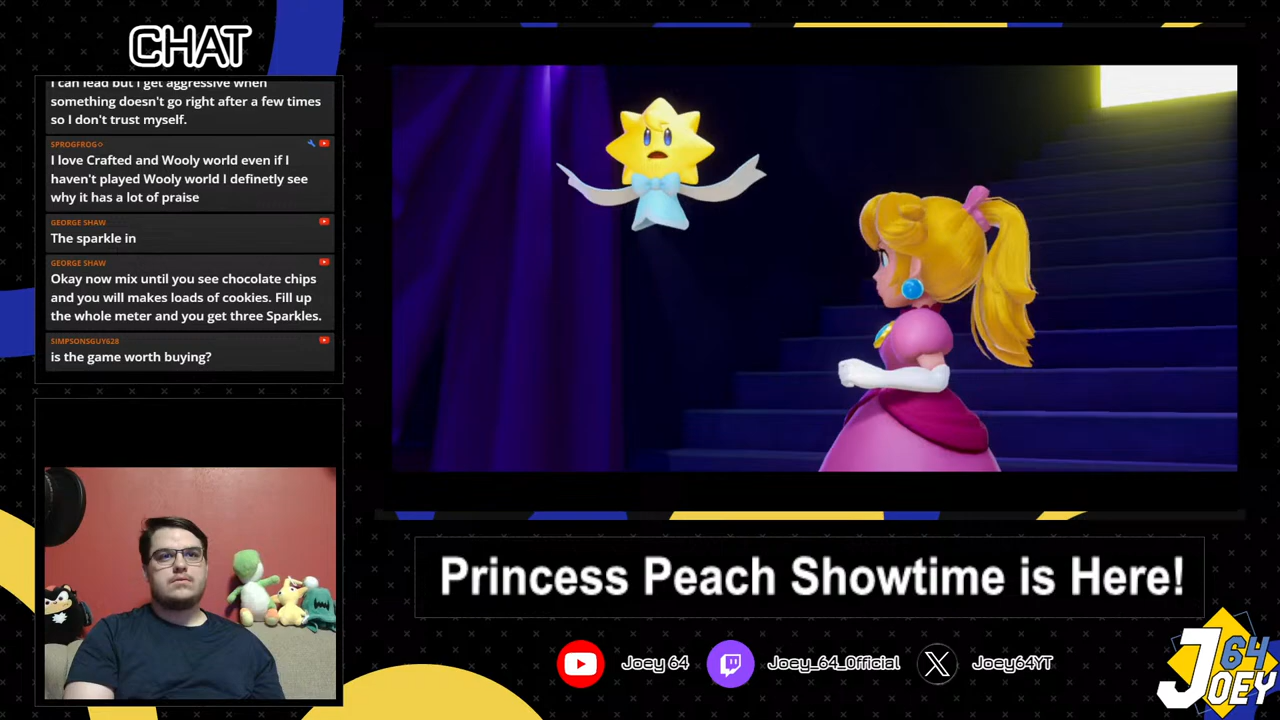 CHAT
I can lead but I get aggressive when
something doesn't go right after a few times
so I don't trust myself.
SPROGFROG
I love Crafted and Wooly world even if I
haven't played Wooly world I definetly see
why it has a lot of praise
GEORGE SHAW
The sparkle in
GEORGE SHAW
Okay now mix until you see chocolate chips
and you will makes loads of cookies. Fill up
the whole meter and you get three Sparkles.
SIMPSONSGUY628
is the game worth buying?
Princess Peach Showtime is Here!
Joey 64
Joey_64_Official
Joey64YT
J64
OEY